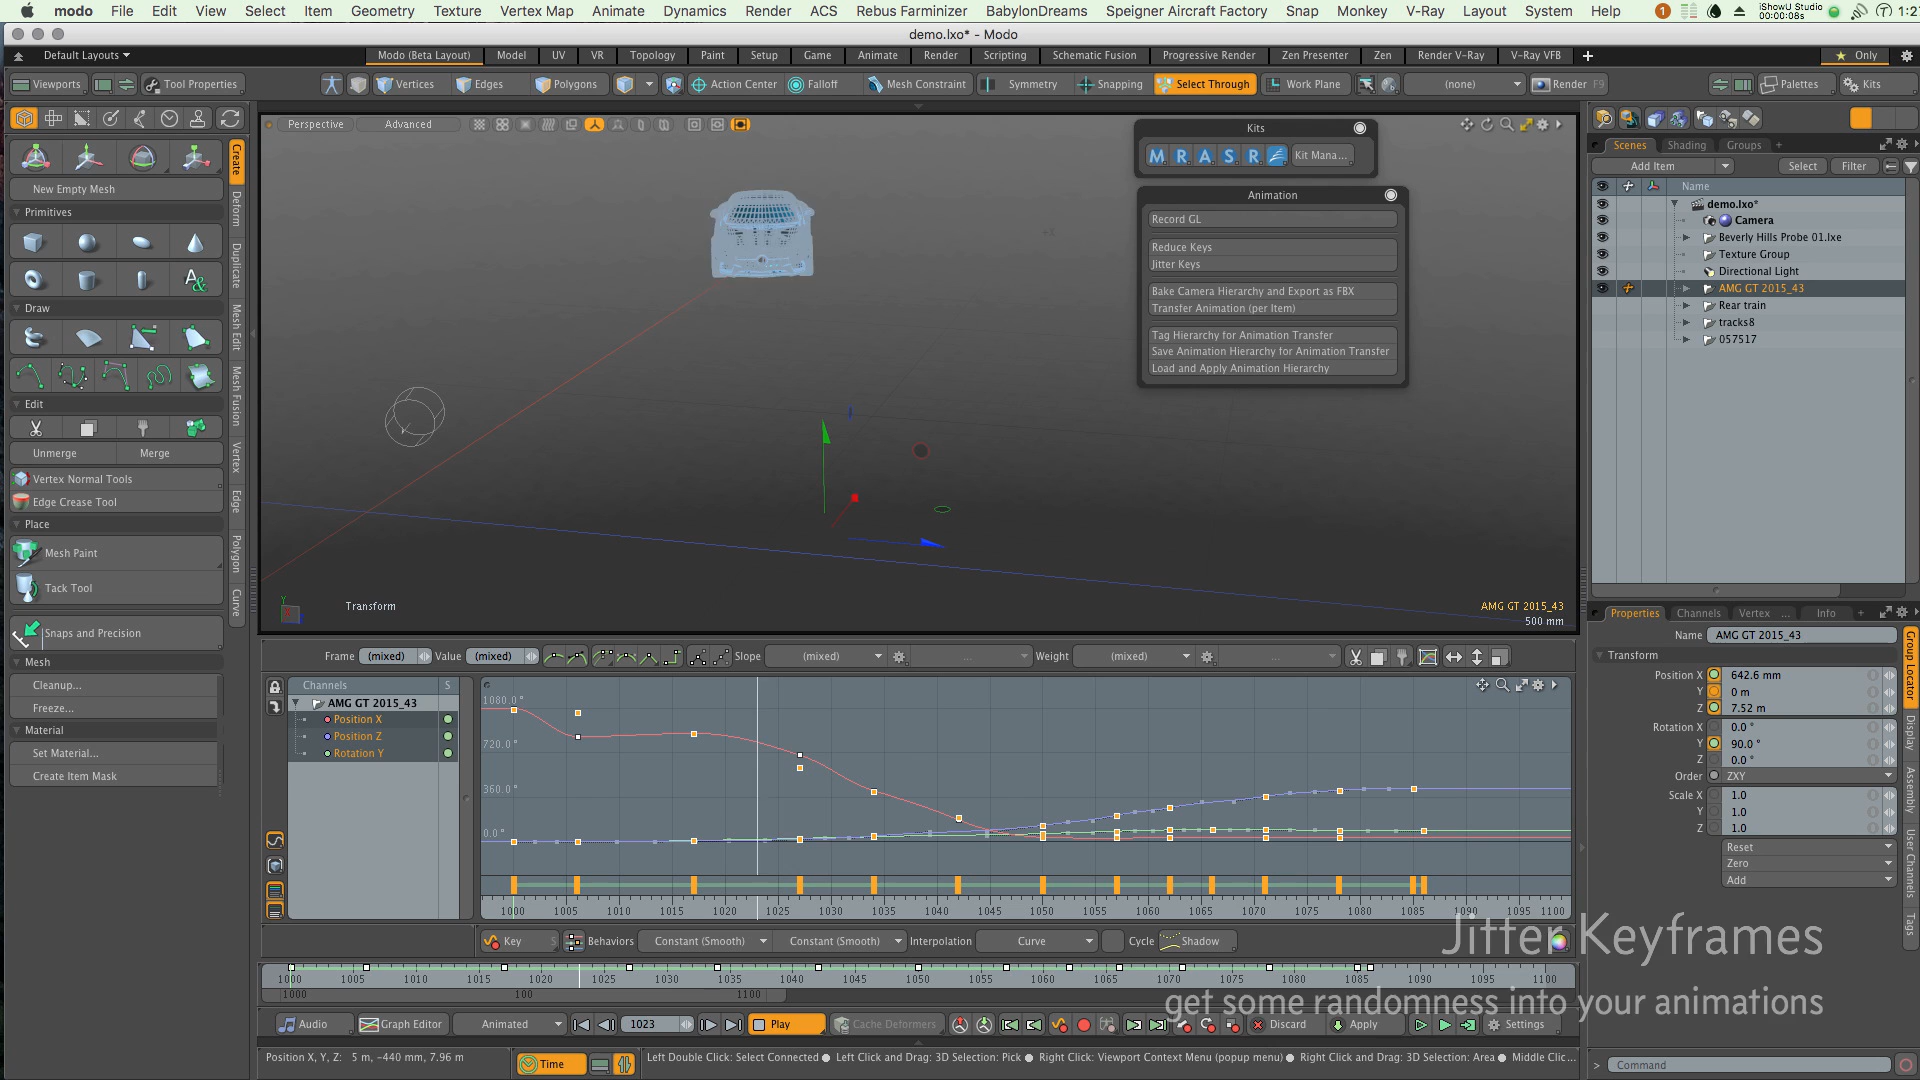 modo File Edit View Select Item Geometry Texture Vertex Map Animate Dynamics Render ACS Rebus Farminizer BabylonDreams Speigner Aircraft Factory Snap Monkey V-Ray Layout System Help 1 iShowU Studio 00:00:08s
demo.lxo* - Modo
Default Layouts Modo (Beta Layout) Model UV VR Topology Paint Setup Game Animate Render Scripting Schematic Fusion Progressive Render Zen Presenter Zen Render V-Ray V-Ray VFB + Only
Viewports Tool Properties Vertices Edges Polygons Action Center Falloff Mesh Constraint Symmetry Snapping Select Through Work Plane (none) Render F9 Palettes Kits
Create
Deform
Duplicate
Mesh Edit
Mesh Fusion
Vertex
Edge
Polygon
Curve
New Empty Mesh
Primitives
Draw
Edit
Unmerge Merge
Vertex Normal Tools
Edge Crease Tool
Place
Mesh Paint
Tack Tool
Snaps and Precision
Mesh
Cleanup...
Freeze...
Material
Set Material...
Create Item Mask
Perspective Advanced
Kits
M R A S R Kit Mana...
Animation
Record GL
Reduce Keys
Jitter Keys
Bake Camera Hierarchy and Export as FBX
Transfer Animation (per Item)
Tag Hierarchy for Animation Transfer
Save Animation Hierarchy for Animation Transfer
Load and Apply Animation Hierarchy
+X
Transform
AMG GT 2015_43
500 mm
Scenes Shading Groups +
Add Item Select Filter
Name
demo.lxo*
Camera
Beverly Hills Probe 01.lxe
Texture Group
Directional Light
AMG GT 2015_43
Rear train
tracks8
057517
Properties Channels Vertex ... Info +
Name AMG GT 2015_43
Transform
Position X 642.6 mm
Y 0 m
Z 7.52 m
Rotation X 0.0 °
Y 90.0 °
Z 0.0 °
Order ZXY
Scale X 1.0
Y 1.0
Z 1.0
Reset
Zero
Add
Group Locator
Display
Assembly
User Channels
Tags
Frame (mixed) Value (mixed) Slope (mixed) ... Weight (mixed) ...
Channels S
AMG GT 2015_43
Position X
Position Z
Rotation Y
1080.0 °
720.0 °
360.0 °
0.0 °
1000 1005 1010 1015 1020 1025 1030 1035 1040 1045 1050 1055 1060 1065 1070 1075 1080 1085 1090 1095 1100
Key S Behaviors Constant (Smooth) Constant (Smooth) Interpolation Curve Cycle Shadow
1000 1005 1010 1015 1020 1025 1030 1035 1040 1045 1050 1055 1060 1065 1070 1075 1080 1085 1090 1095 1100
1000 100 1100
Jitter Keyframes
get some randomness into your animations
Audio Graph Editor Animated 1023 Play Cache Deformers Discard Apply Settings
Position X, Y, Z: 5 m, -440 mm, 7.96 m Time Left Double Click: Select Connected ● Left Click and Drag: 3D Selection: Pick ● Right Click: Viewport Context Menu (popup menu) ● Right Click and Drag: 3D Selection: Area ● Middle Clic...
> Command